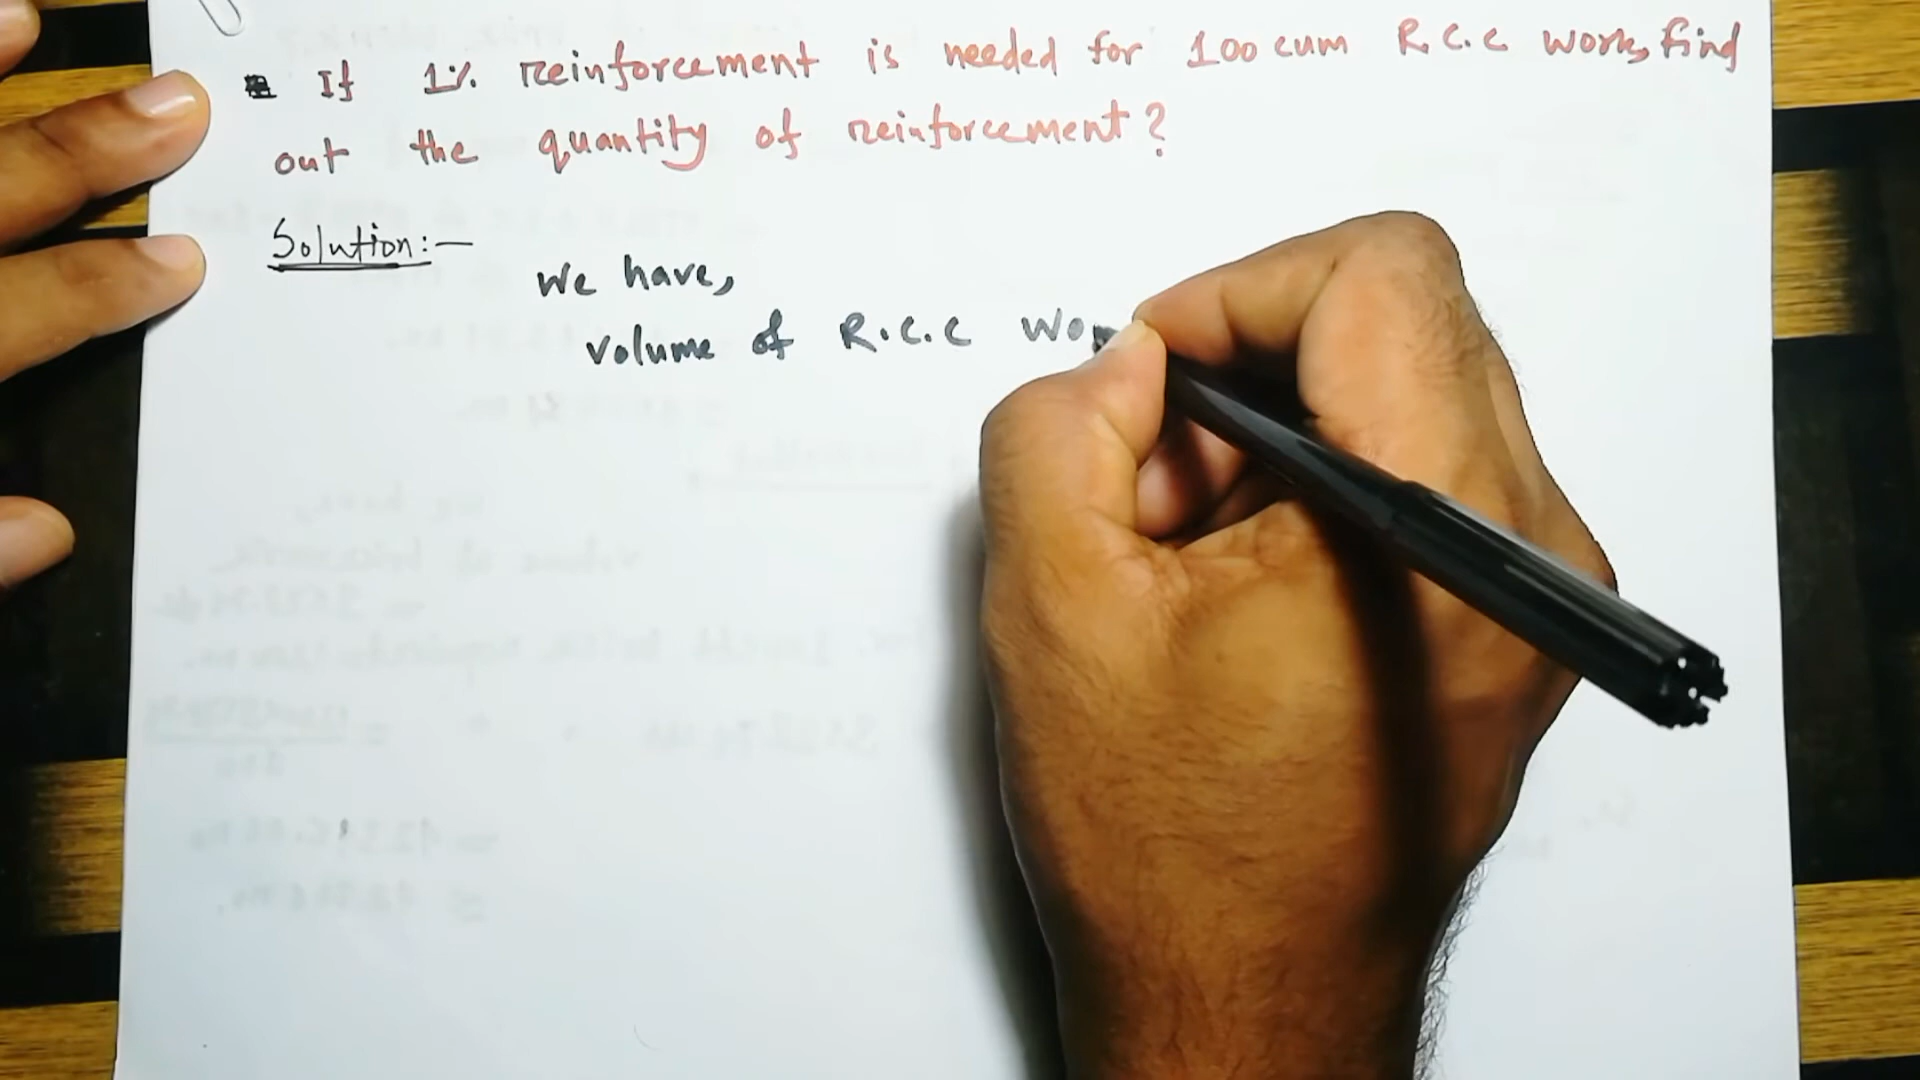 If 1% reinforcement is needed for 100 cum R.C.C work, find
out the quantity of reinforcement?
Solution:-
We have,
volume of R.C.C Wo